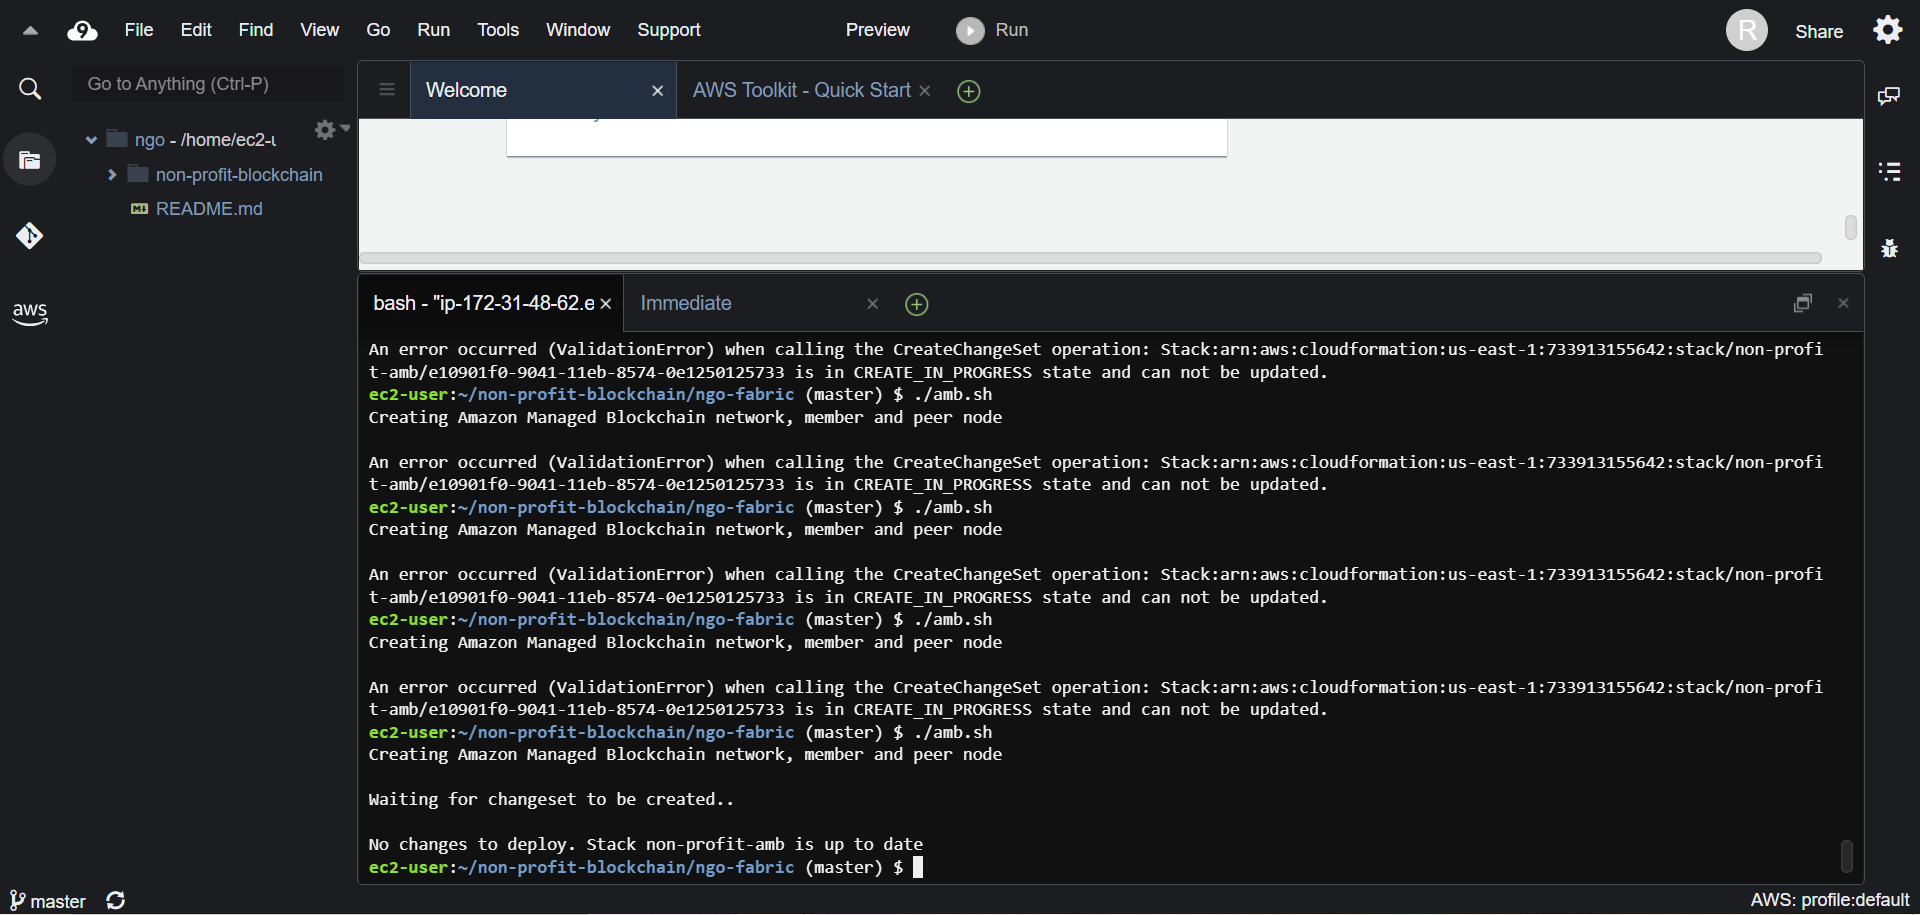 File Edit Find View Go Run Tools Window Support Preview Run R Share
Go to Anything (Ctrl-P)
Welcome
AWS Toolkit - Quick Start
ngo - /home/ec2-u
non-profit-blockchain
README.md
aws
bash - "ip-172-31-48-62.e
Immediate
An error occurred (ValidationError) when calling the CreateChangeSet operation: Stack:arn:aws:cloudformation:us-east-1:733913155642:stack/non-profi
t-amb/e10901f0-9041-11eb-8574-0e1250125733 is in CREATE_IN_PROGRESS state and can not be updated.
ec2-user:~/non-profit-blockchain/ngo-fabric (master) $ ./amb.sh
Creating Amazon Managed Blockchain network, member and peer node
An error occurred (ValidationError) when calling the CreateChangeSet operation: Stack:arn:aws:cloudformation:us-east-1:733913155642:stack/non-profi
t-amb/e10901f0-9041-11eb-8574-0e1250125733 is in CREATE_IN_PROGRESS state and can not be updated.
ec2-user:~/non-profit-blockchain/ngo-fabric (master) $ ./amb.sh
Creating Amazon Managed Blockchain network, member and peer node
An error occurred (ValidationError) when calling the CreateChangeSet operation: Stack:arn:aws:cloudformation:us-east-1:733913155642:stack/non-profi
t-amb/e10901f0-9041-11eb-8574-0e1250125733 is in CREATE_IN_PROGRESS state and can not be updated.
ec2-user:~/non-profit-blockchain/ngo-fabric (master) $ ./amb.sh
Creating Amazon Managed Blockchain network, member and peer node
An error occurred (ValidationError) when calling the CreateChangeSet operation: Stack:arn:aws:cloudformation:us-east-1:733913155642:stack/non-profi
t-amb/e10901f0-9041-11eb-8574-0e1250125733 is in CREATE_IN_PROGRESS state and can not be updated.
ec2-user:~/non-profit-blockchain/ngo-fabric (master) $ ./amb.sh
Creating Amazon Managed Blockchain network, member and peer node
Waiting for changeset to be created..
No changes to deploy. Stack non-profit-amb is up to date
ec2-user:~/non-profit-blockchain/ngo-fabric (master) $
master
AWS: profile:default